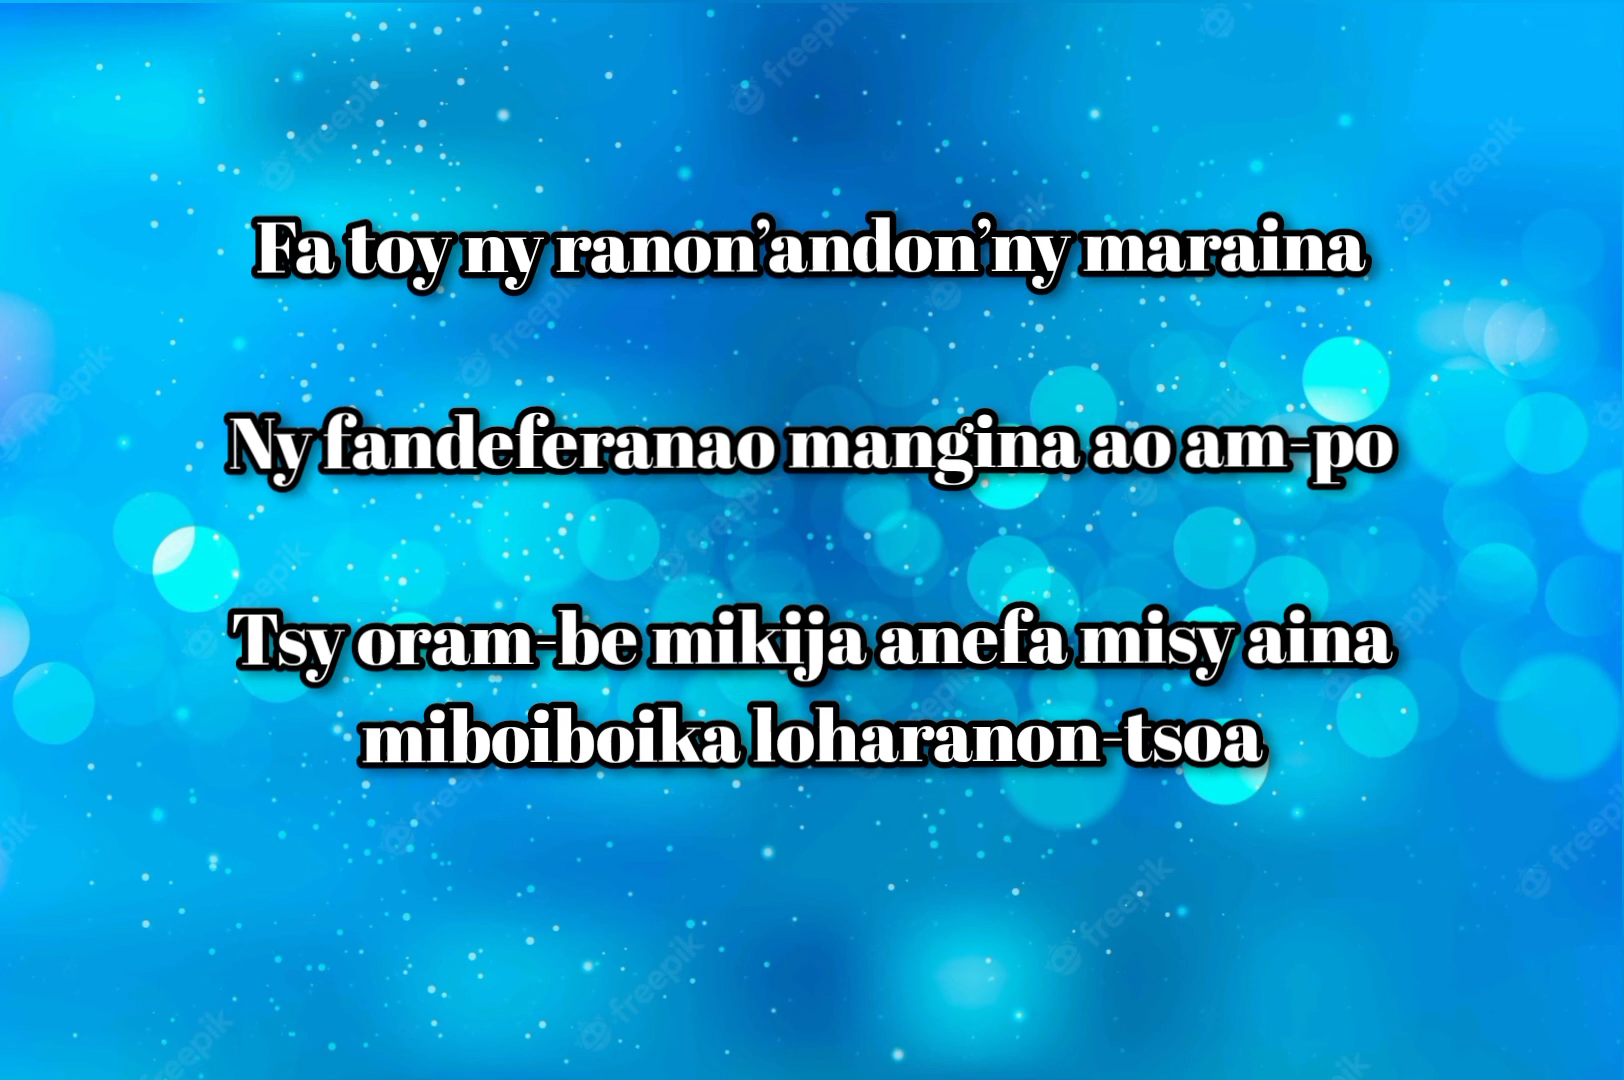 Fa toy ny ranon’andon’ny maraina
Ny fandeferanao mangina ao am-po
Tsy oram-be mikija anefa misy aina
miboiboika loharanon-tsoa
freepik